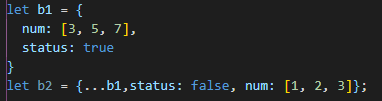 let b1 = {
  num: [3, 5, 7],
  status: true
}
let b2 = {...b1,status: false, num: [1, 2, 3]};